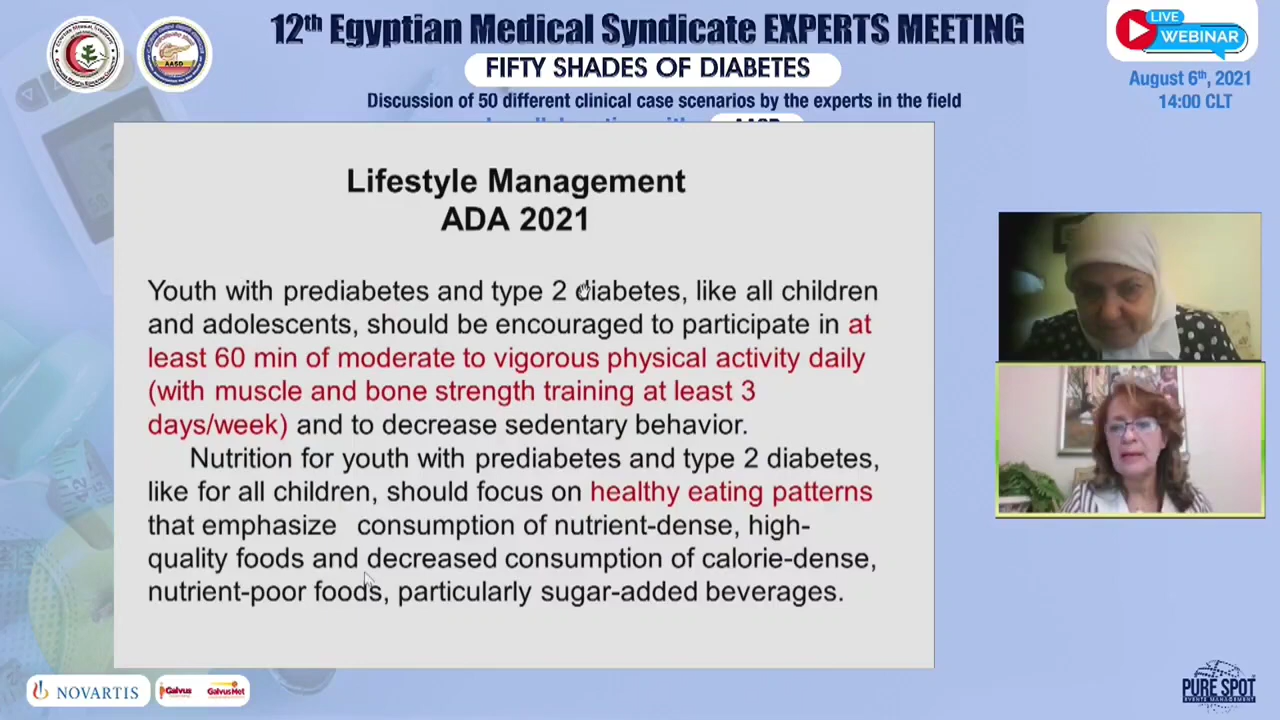 12th Egyptian Medical Syndicate EXPERTS MEETING
FIFTY SHADES OF DIABETES
Discussion of 50 different clinical case scenarios by the experts in the field
LIVE
WEBINAR
August 6th, 2021
14:00 CLT
AASD
Lifestyle Management
ADA 2021
Youth with prediabetes and type 2 diabetes, like all children
and adolescents, should be encouraged to participate in at
least 60 min of moderate to vigorous physical activity daily
(with muscle and bone strength training at least 3
days/week) and to decrease sedentary behavior.
Nutrition for youth with prediabetes and type 2 diabetes,
like for all children, should focus on healthy eating patterns
that emphasize consumption of nutrient-dense, high-
quality foods and decreased consumption of calorie-dense,
nutrient-poor foods, particularly sugar-added beverages.
NOVARTIS
Galvus
GalvusMet
PURE SPOT
EVENTS MANAGEMENT